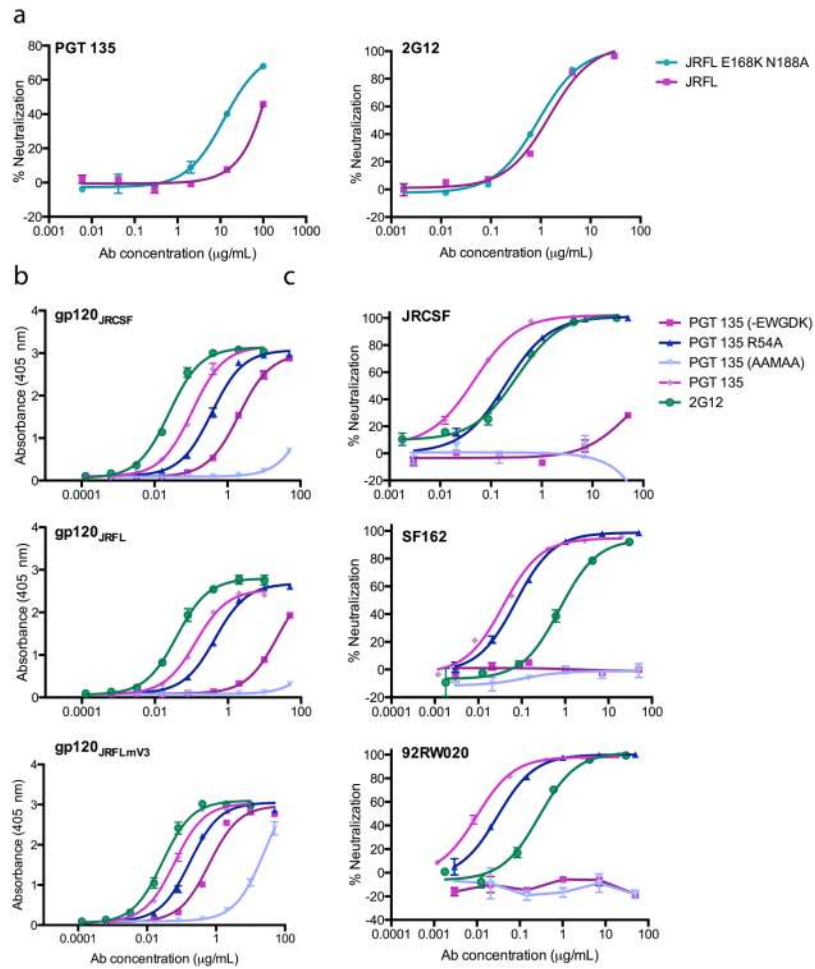 a
PGT 135
2G12
JRFL E168K N188A
JRFL
% Neutralization
80
60
40
20
0
-20
0.001 0.01 0.1 1 10 100 1000
Ab concentration (μg/mL)
% Neutralization
100
80
60
40
20
0
-20
0.001 0.01 0.1 1 10 100
Ab concentration (μg/mL)
b
c
gp120JRCSF
Absorbance (405 nm)
4
3
2
1
0
0.0001 0.01 1 100
JRCSF
% Neutralization
100
80
60
40
20
0
-20
0.001 0.01 0.1 1 10 100
PGT 135 (-EWGDK)
PGT 135 R54A
PGT 135 (AAMAA)
PGT 135
2G12
gp120JRFL
Absorbance (405 nm)
4
3
2
1
0
0.0001 0.01 1 100
SF162
% Neutralization
100
80
60
40
20
0
-20
0.0001 0.001 0.01 0.1 1 10 100
gp120JRFLmV3
Absorbance (405 nm)
4
3
2
1
0
0.0001 0.01 1 100
Ab concentration (μg/mL)
92RW020
% Neutralization
100
80
60
40
20
0
-20
-40
0.0001 0.001 0.01 0.1 1 10 100
Ab concentration (μg/mL)